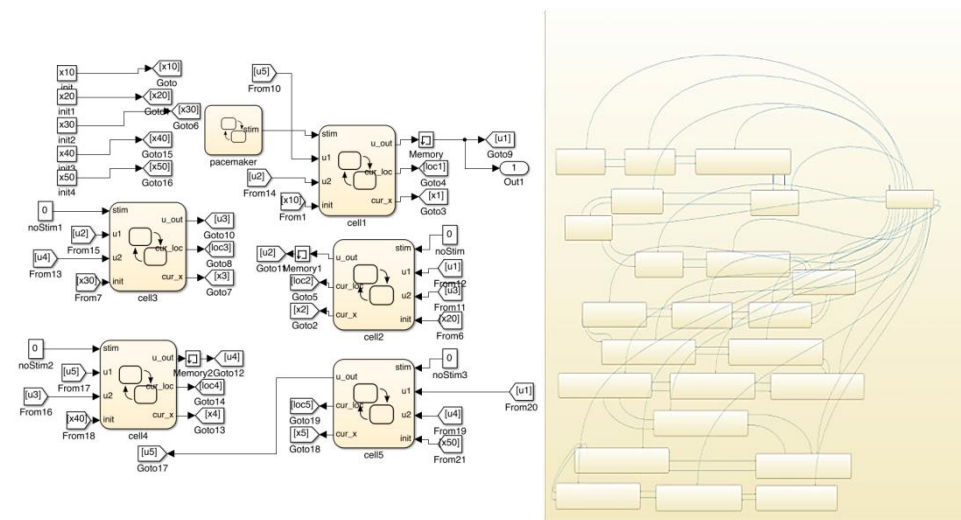 x10
init
[x10]
Goto
x20
init1
[x20]
x30
init2
[x30]
Goto6
x40
init3
[x40]
Goto15
x50
init4
[x50]
Goto16
[u5]
From10
stim
pacemaker
stim
u1
u2
init
u_out
cur_loc
cur_x
cell1
[u2]
From14
[x10]
From1
Memory
[loc1]
Goto4
[x1]
Goto3
[u1]
Goto9
1
Out1
0
noStim1
[u2]
From15
[u4]
From13
[x30]
From7
stim
u1
u2
init
u_out
cur_loc
cur_x
cell3
[u3]
Goto10
[loc3]
Goto8
[x3]
Goto7
[u2]
Goto11
Memory1
[loc2]
Goto5
[x2]
Goto2
u_out
cur_loc
cur_x
stim
u1
u2
init
cell2
0
noStim
[u1]
From12
[u3]
From11
[x20]
From6
0
noStim2
[u5]
From17
[u3]
From16
[x40]
From18
stim
u1
u2
init
u_out
cur_loc
cur_x
cell4
Memory2
[u4]
Goto12
[loc4]
Goto14
[x4]
Goto13
[u5]
Goto17
[loc5]
Goto19
[x5]
Goto18
u_out
cur_loc
cur_x
stim
u1
u2
init
cell5
0
noStim3
[u1]
From20
[u4]
From19
[x50]
From21